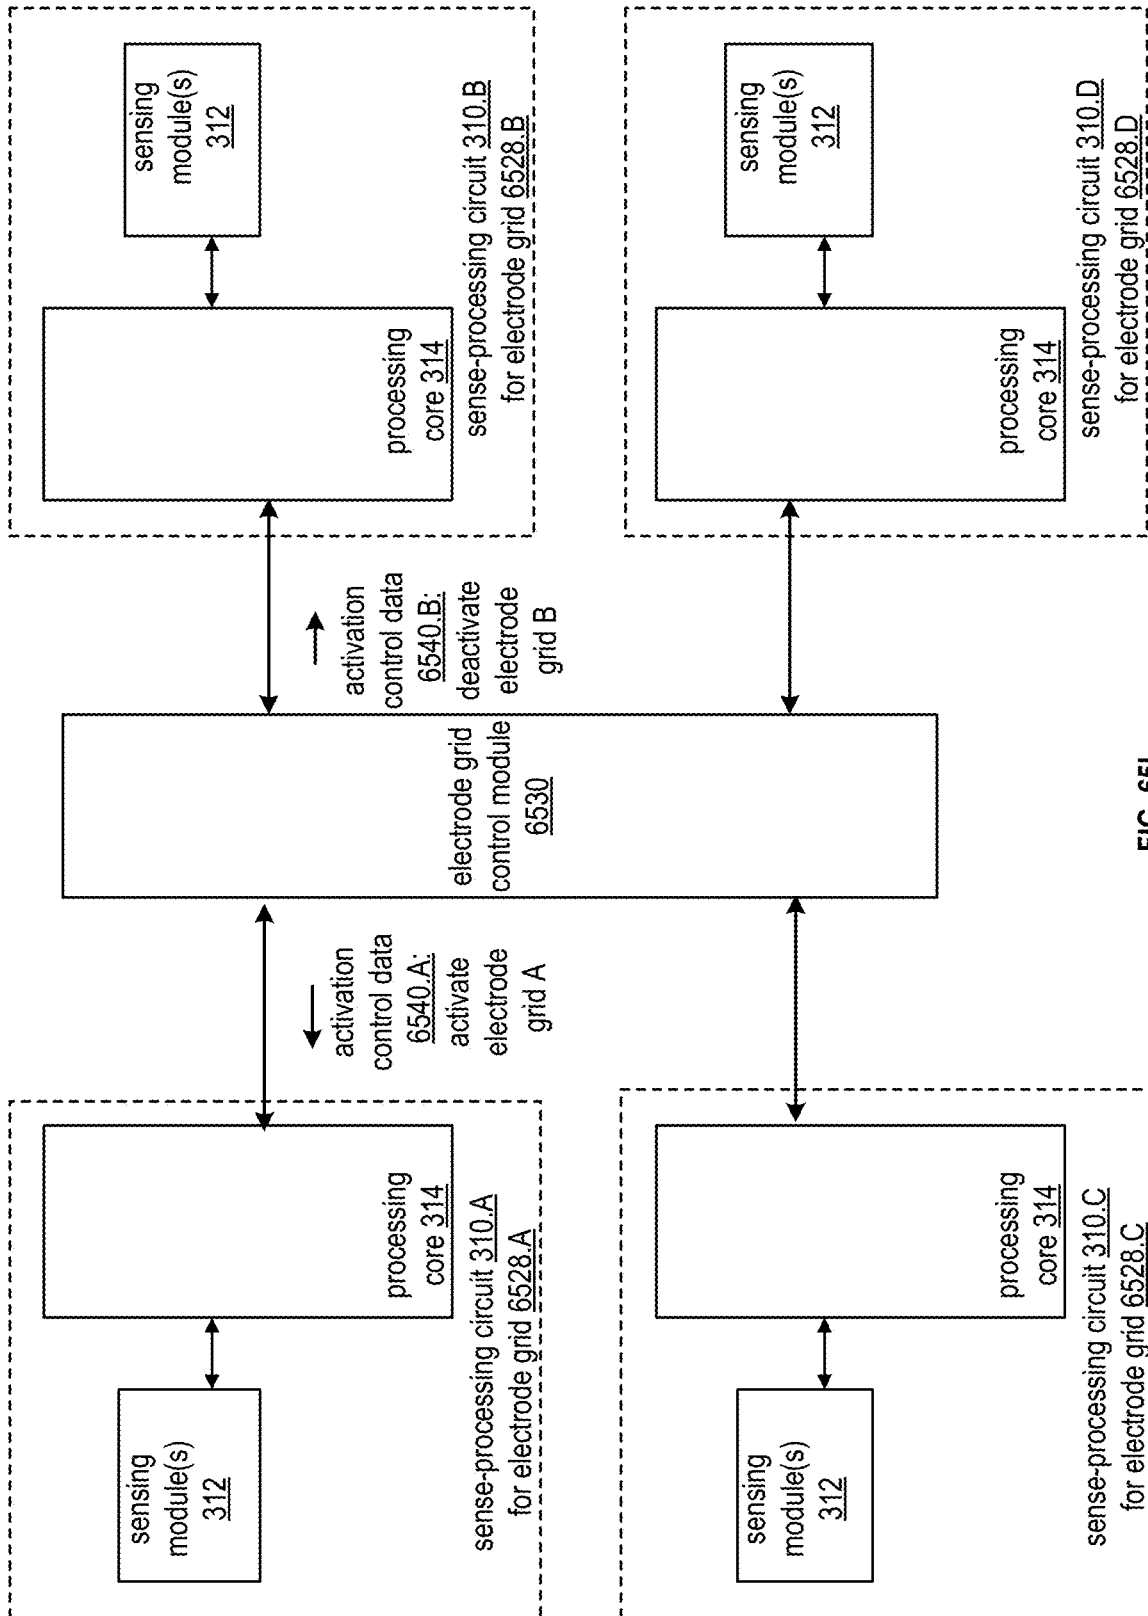 sensing
module(s)
312
processing
core 314
sense-processing circuit 310.A
for electrode grid 6528.A
activation
control data
6540.A:
activate
electrode
grid A
electrode grid
control module
6530
activation
control data
6540.B:
deactivate
electrode
grid B
processing
core 314
sensing
module(s)
312
sense-processing circuit 310.B
for electrode grid 6528.B
sensing
module(s)
312
processing
core 314
sense-processing circuit 310.C
for electrode grid 6528.C
processing
core 314
sensing
module(s)
312
sense-processing circuit 310.D
for electrode grid 6528.D
FIG.